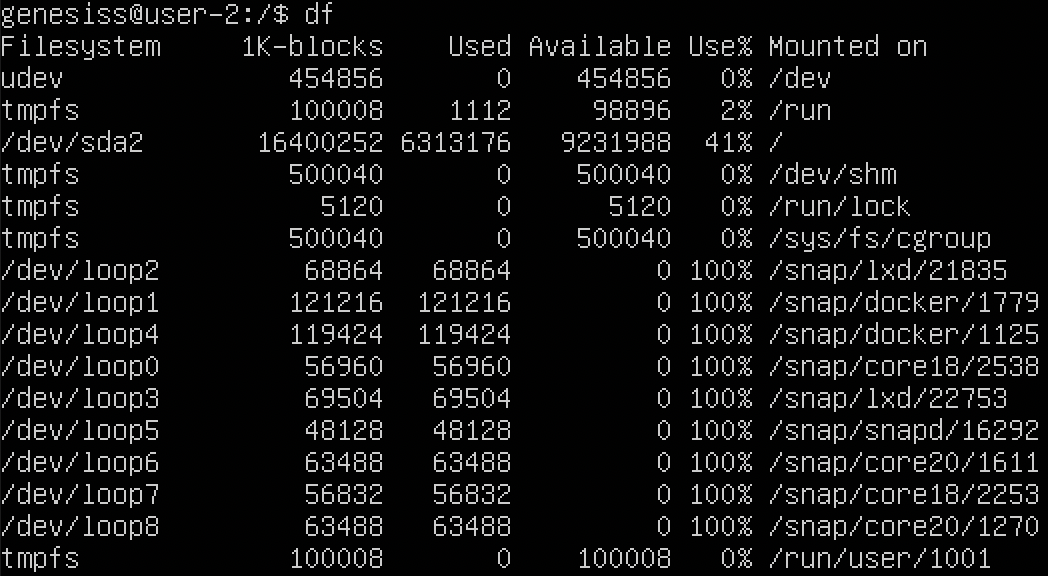 genesiss@user-2:/$ df
Filesystem     1K-blocks    Used Available Use% Mounted on
udev              454856       0    454856   0% /dev
tmpfs             100008    1112     98896   2% /run
/dev/sda2       16400252 6313176   9231988  41% /
tmpfs             500040       0    500040   0% /dev/shm
tmpfs               5120       0      5120   0% /run/lock
tmpfs             500040       0    500040   0% /sys/fs/cgroup
/dev/loop2         68864   68864         0 100% /snap/lxd/21835
/dev/loop1        121216  121216         0 100% /snap/docker/1779
/dev/loop4        119424  119424         0 100% /snap/docker/1125
/dev/loop0         56960   56960         0 100% /snap/core18/2538
/dev/loop3         69504   69504         0 100% /snap/lxd/22753
/dev/loop5         48128   48128         0 100% /snap/snapd/16292
/dev/loop6         63488   63488         0 100% /snap/core20/1611
/dev/loop7         56832   56832         0 100% /snap/core18/2253
/dev/loop8         63488   63488         0 100% /snap/core20/1270
tmpfs             100008       0    100008   0% /run/user/1001